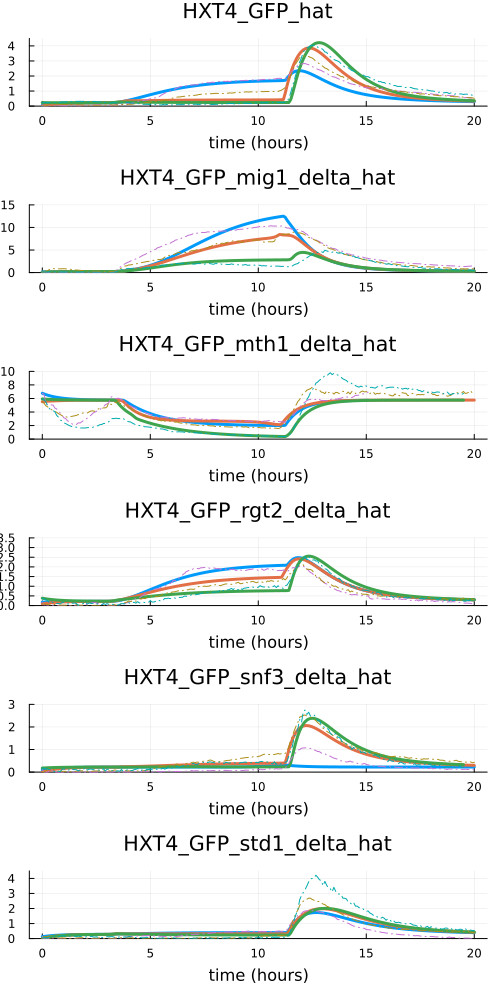 HXT4_GFP_hat
4
3
2
1
0
0 5 10 15 20
time (hours)
HXT4_GFP_mig1_delta_hat
15
10
5
0
0 5 10 15 20
time (hours)
HXT4_GFP_mth1_delta_hat
10
8
6
4
2
0
0 5 10 15 20
time (hours)
HXT4_GFP_rgt2_delta_hat
3.5
3.0
2.5
2.0
1.5
1.0
0.5
0.0
0 5 10 15 20
time (hours)
HXT4_GFP_snf3_delta_hat
3
2
1
0
0 5 10 15 20
time (hours)
HXT4_GFP_std1_delta_hat
4
3
2
1
0
0 5 10 15 20
time (hours)